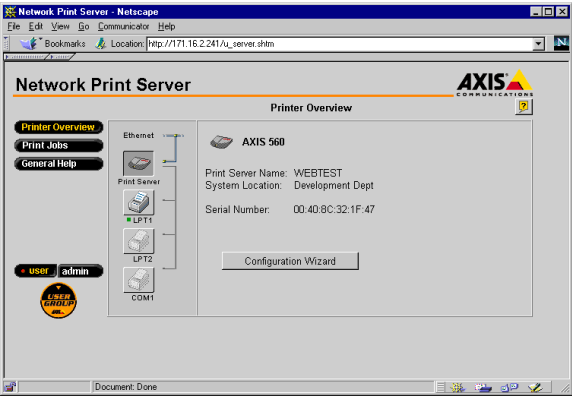 Network Print Server - Netscape
File Edit View Go Communicator Help
Bookmarks Location: http://171.16.2.241/u_server.shtm
N
Network Print Server
AXIS
COMMUNICATIONS
Printer Overview
?
Printer Overview
Print Jobs
General Help
Ethernet
Print Server
LPT1
LPT2
COM1
AXIS 560
Print Server Name: WEBTEST
System Location: Development Dept
Serial Number: 00:40:8C:32:1F:47
Configuration Wizard
user admin
USER
GROUP
Document: Done